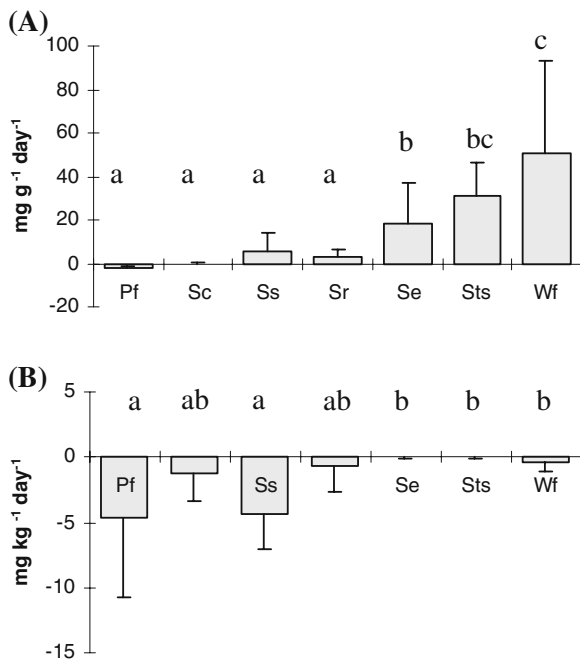 (A)
mg g⁻¹ day⁻¹
100
80
60
40
20
0
-20
a a a a b bc c
Pf Sc Ss Sr Se Sts Wf
(B)
mg kg ⁻¹ day⁻¹
5
0
-5
-10
-15
a ab a ab b b b
Pf Ss Se Sts Wf